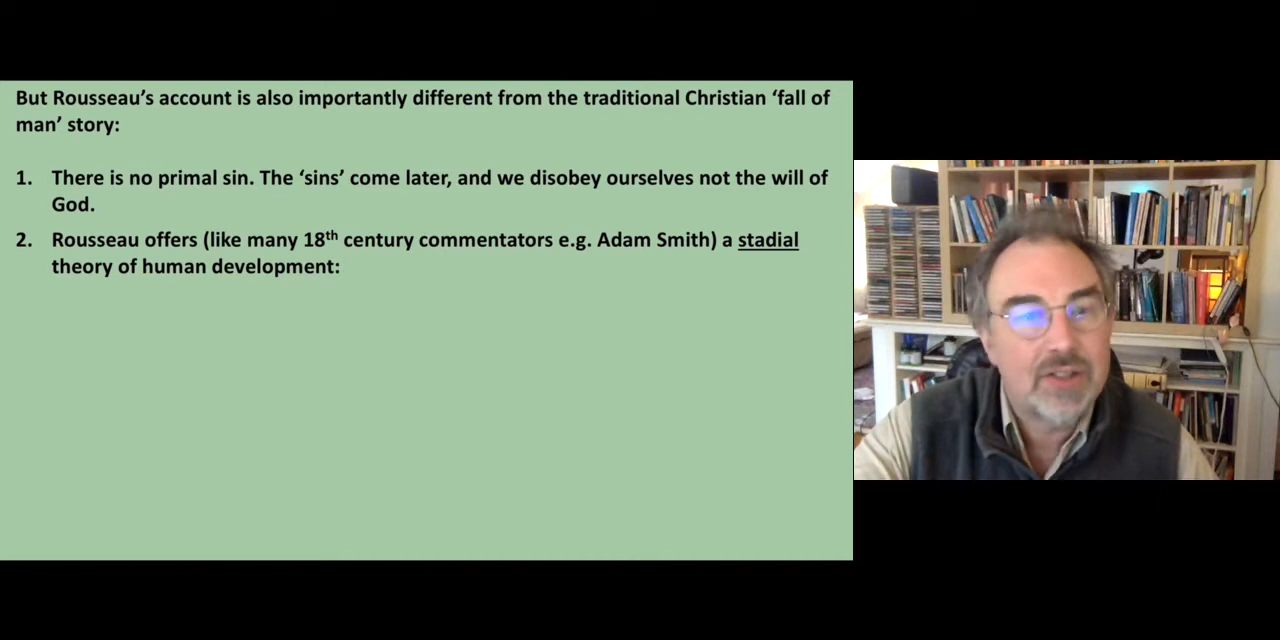 But Rousseau’s account is also importantly different from the traditional Christian ‘fall of
man’ story:
1. There is no primal sin. The ‘sins’ come later, and we disobey ourselves not the will of
God.
2. Rousseau offers (like many 18th century commentators e.g. Adam Smith) a stadial
theory of human development: